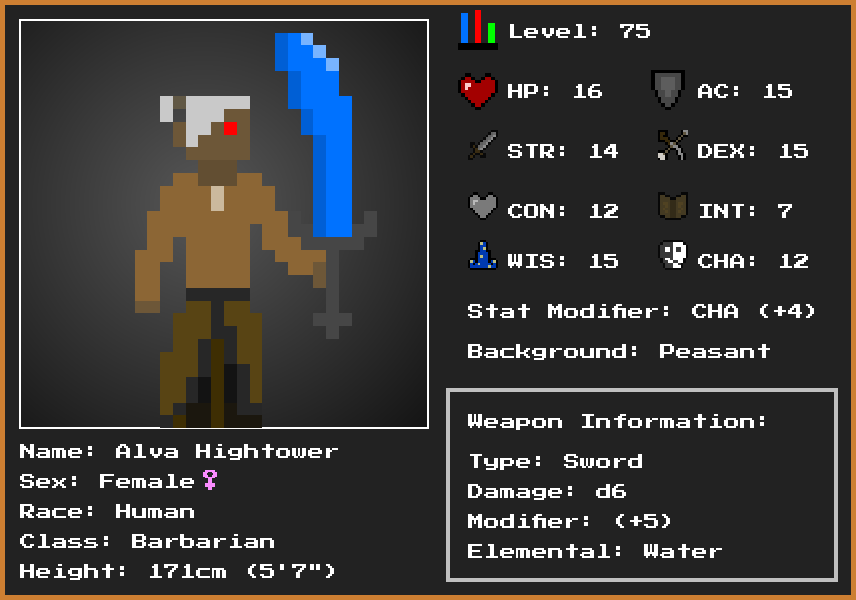 Level: 75
HP: 16
AC: 15
STR: 14
DEX: 15
CON: 12
INT: 7
WIS: 15
CHA: 12
Stat Modifier: CHA (+4)
Background: Peasant
Weapon Information:
Type: Sword
Damage: d6
Modifier: (+5)
Elemental: Water
Name: Alva Hightower
Sex: Female♀
Race: Human
Class: Barbarian
Height: 171cm (5'7")